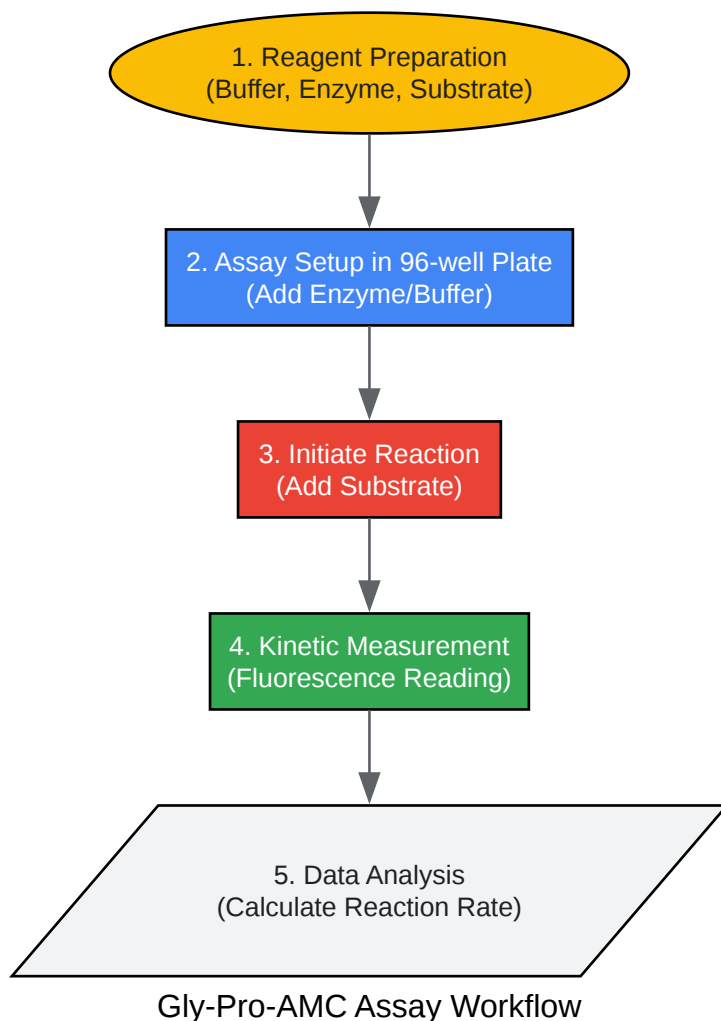 1. Reagent Preparation
(Buffer, Enzyme, Substrate)
2. Assay Setup in 96-well Plate
(Add Enzyme/Buffer)
3. Initiate Reaction
(Add Substrate)
4. Kinetic Measurement
(Fluorescence Reading)
5. Data Analysis
(Calculate Reaction Rate)
Gly-Pro-AMC Assay Workflow